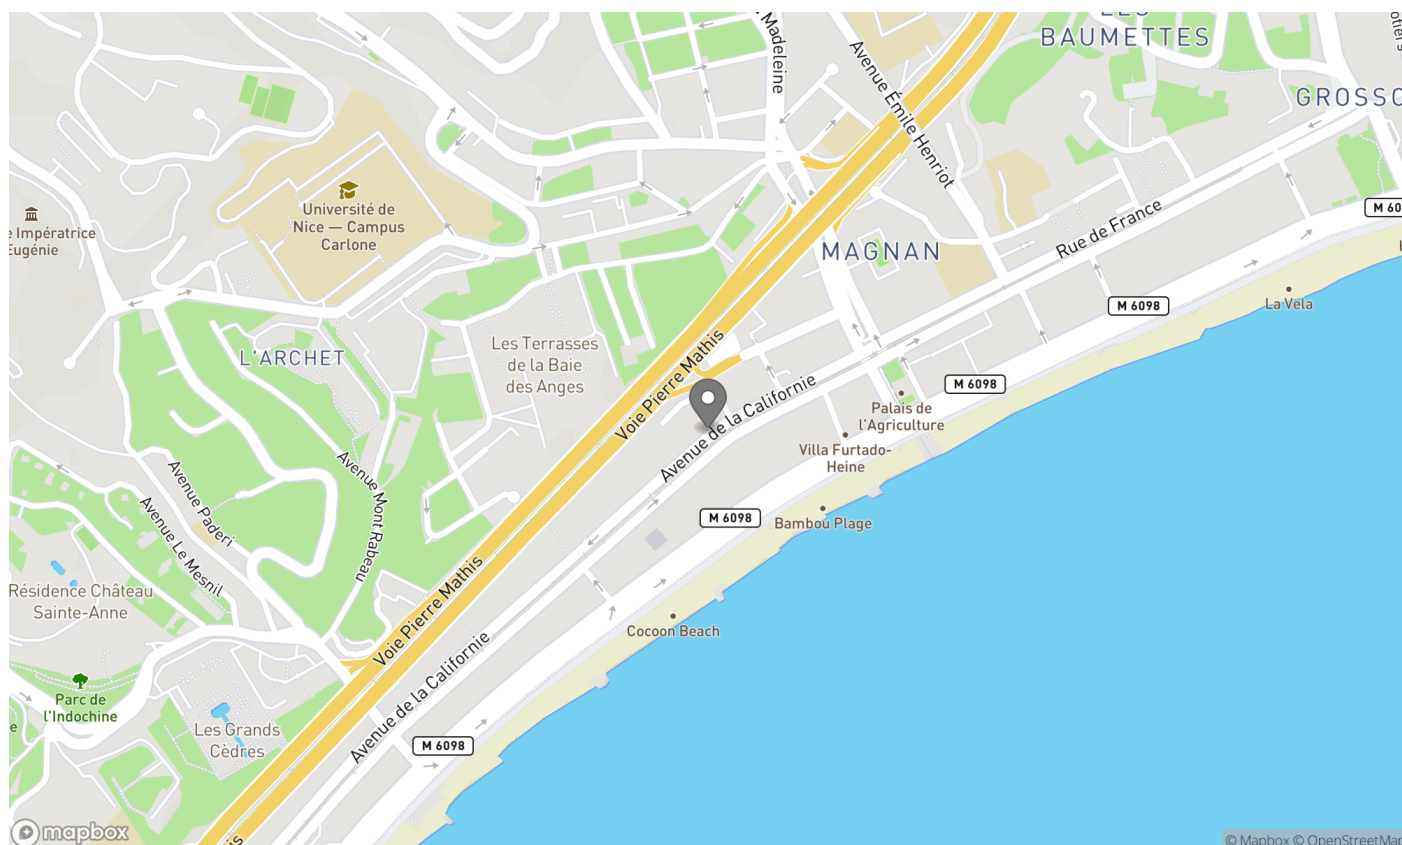 BAUMETTES
Madeleine
Avenue Émile Henriot
GROSSO
Université de
Nice — Campus
Carlone
Impératrice
Eugénie
M 60
Rue de France
MAGNAN
La Vela
M 6098
L'ARCHET
Les Terrasses
de la Baie
des Anges
Voie Pierre Mathis
M 6098
Avenue de la Californie
Palais de
l'Agriculture
Villa Furtado-
Heine
Avenue Mont Rabeau
Avenue Paderi
Avenue Le Mesnil
M 6098
Bambou Plage
Voie Pierre Mathis
Résidence Château
Sainte-Anne
Cocoon Beach
Avenue de la Californie
Parc de
l'Indochine
Les Grands
Cèdres
M 6098
mapbox
© Mapbox © OpenStreetMap